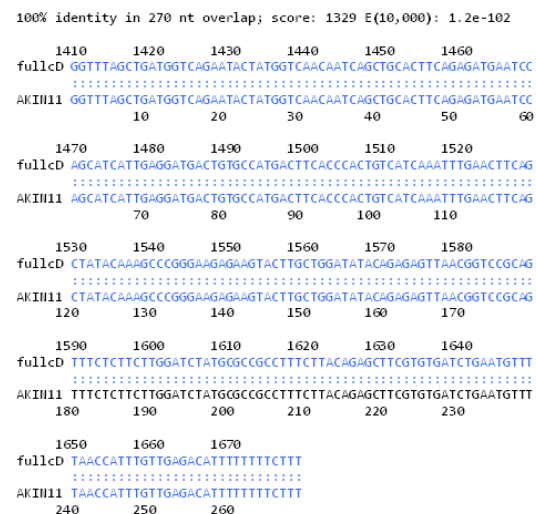 100% identity in 270 nt overlap; score: 1329 E(10,000): 1.2e-102
1410 1420 1430 1440 1450 1460
fullcD GGTTTAGCTGATGGTCAGAATACTATGGTCAACAATCAGCTGCACTTCAGAGATGAATCC
::::::::::::::::::::::::::::::::::::::::::::::::::::::::::::
AKIN11 GGTTTAGCTGATGGTCAGAATACTATGGTCAACAATCAGCTGCACTTCAGAGATGAATCC
10 20 30 40 50 60
1470 1480 1490 1500 1510 1520
fullcD AGCATCATTGAGGATGACTGTGCCATGACTTCACCCACTGTCATCAAATTTGAACTTCAG
::::::::::::::::::::::::::::::::::::::::::::::::::::::::::::
AKIN11 AGCATCATTGAGGATGACTGTGCCATGACTTCACCCACTGTCATCAAATTTGAACTTCAG
70 80 90 100 110
1530 1540 1550 1560 1570 1580
fullcD CTATACAAAGCCCGGGAAGAGAAGTACTTGCTGGATATACAGAGAGTTAACGGTCCGCAG
::::::::::::::::::::::::::::::::::::::::::::::::::::::::::::
AKIN11 CTATACAAAGCCCGGGAAGAGAAGTACTTGCTGGATATACAGAGAGTTAACGGTCCGCAG
120 130 140 150 160 170
1590 1600 1610 1620 1630 1640
fullcD TTTCTCTTCTTGGATCTATGCGCCGCCTTTCTTACAGAGCTTCGTGTGATCTGAATGTTT
::::::::::::::::::::::::::::::::::::::::::::::::::::::::::::
AKIN11 TTTCTCTTCTTGGATCTATGCGCCGCCTTTCTTACAGAGCTTCGTGTGATCTGAATGTTT
180 190 200 210 220 230
1650 1660 1670
fullcD TAACCATTTGTTGAGACATTTTTTTTCTTT
::::::::::::::::::::::::::::::
AKIN11 TAACCATTTGTTGAGACATTTTTTTTCTTT
240 250 260